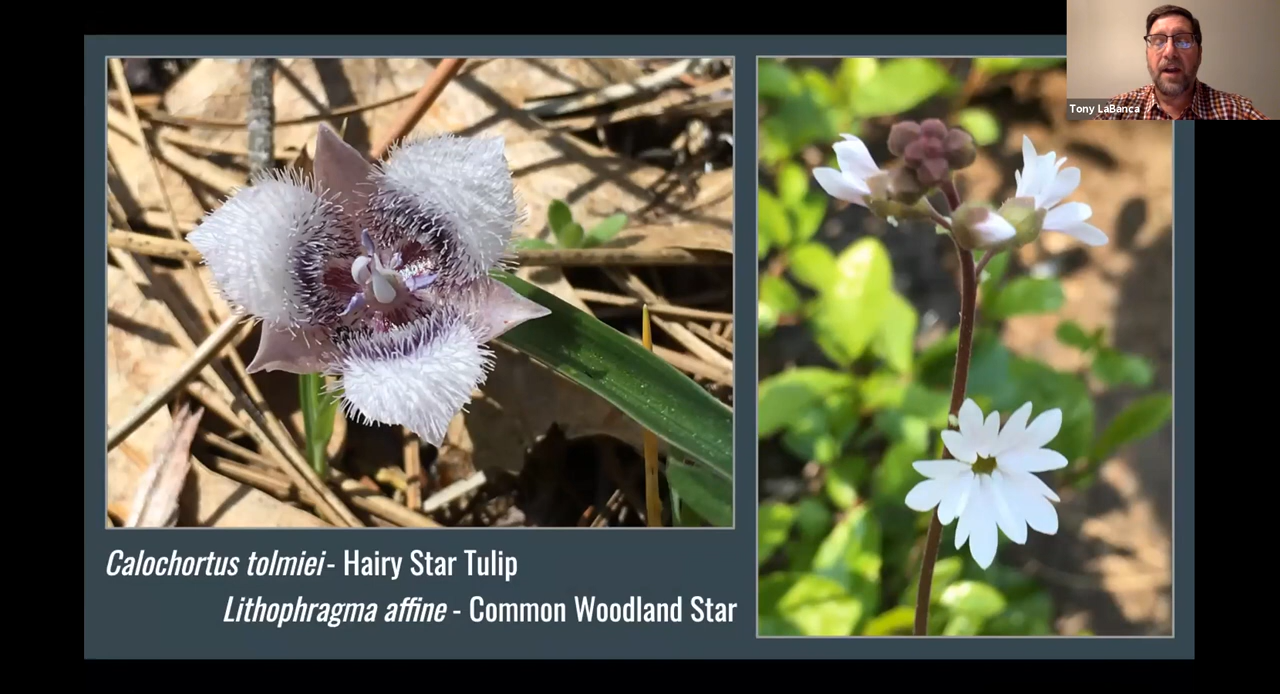 Tony LaBanca
Calochortus tolmiei- Hairy Star Tulip
Lithophragma affine - Common Woodland Star